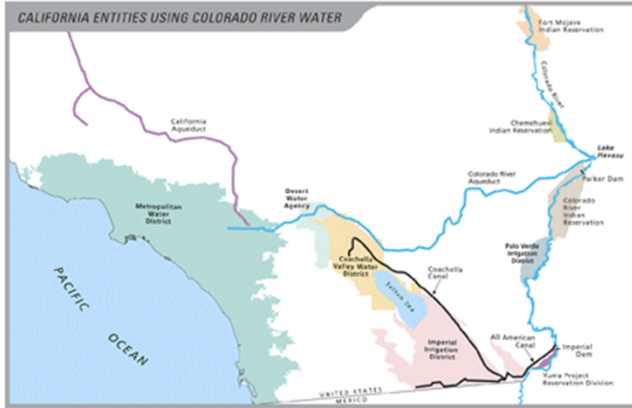 CALIFORNIA ENTITIES USING COLORADO RIVER WATER
Fort Mojave
Indian Reservation
Colorado River
California
Aqueduct
Chemehuevi
Indian Reservation
Lake
Havasu
Parker Dam
Colorado River
Aqueduct
Desert
Water
Agency
Metropolitan
Water
District
Colorado
River
Indian
Reservation
Palo Verde
Irrigation
District
Coachella
Valley Water
District
Coachella
Canal
Salton Sea
PACIFIC
OCEAN
Imperial
Irrigation
District
All American
Canal
Imperial
Dam
Yuma Project
Reservation Division
UNITED STATES
MEXICO